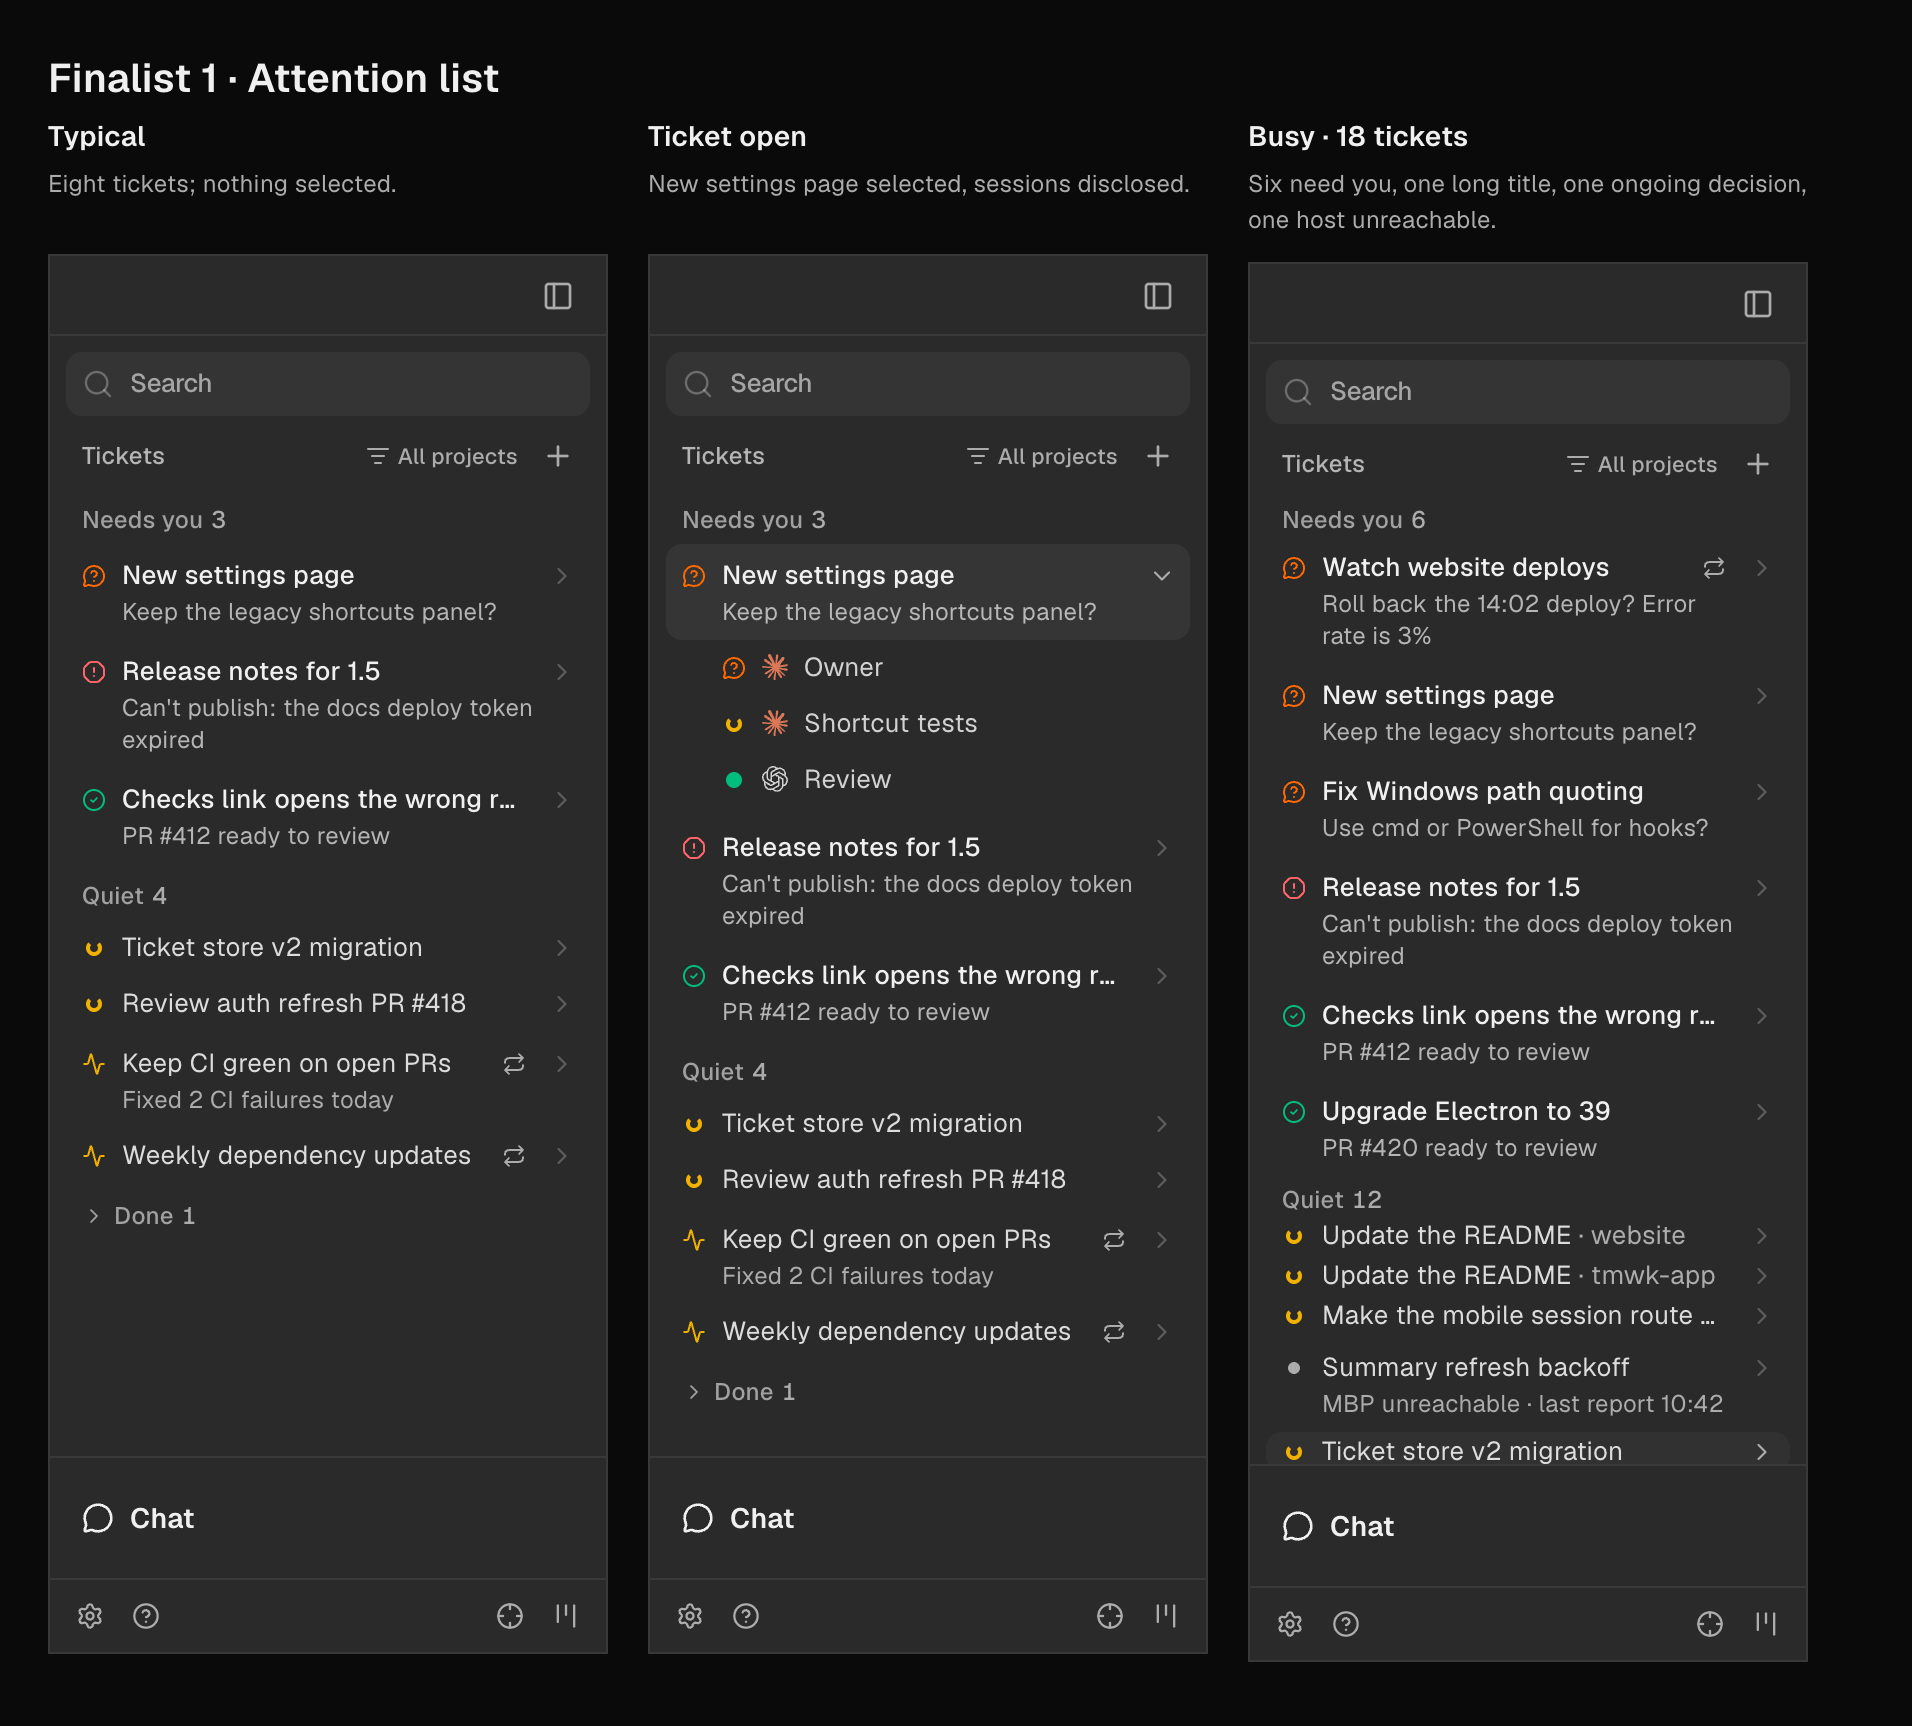 Finalist 1 · Attention list
Typical
Eight tickets; nothing selected.
Search
Tickets
All projects
Needs you 3
New settings page
Keep the legacy shortcuts panel?
Release notes for 1.5
Can't publish: the docs deploy token
expired
Checks link opens the wrong r...
PR #412 ready to review
Quiet 4
Ticket store v2 migration
Review auth refresh PR #418
Keep CI green on open PRs
Fixed 2 CI failures today
Weekly dependency updates
Done 1
Chat
Ticket open
New settings page selected, sessions disclosed.
Search
Tickets
All projects
Needs you 3
New settings page
Keep the legacy shortcuts panel?
Owner
Shortcut tests
Review
Release notes for 1.5
Can't publish: the docs deploy token
expired
Checks link opens the wrong r...
PR #412 ready to review
Quiet 4
Ticket store v2 migration
Review auth refresh PR #418
Keep CI green on open PRs
Fixed 2 CI failures today
Weekly dependency updates
Done 1
Chat
Busy · 18 tickets
Six need you, one long title, one ongoing decision,
one host unreachable.
Search
Tickets
All projects
Needs you 6
Watch website deploys
Roll back the 14:02 deploy? Error
rate is 3%
New settings page
Keep the legacy shortcuts panel?
Fix Windows path quoting
Use cmd or PowerShell for hooks?
Release notes for 1.5
Can't publish: the docs deploy token
expired
Checks link opens the wrong r...
PR #412 ready to review
Upgrade Electron to 39
PR #420 ready to review
Quiet 12
Update the README · website
Update the README · tmwk-app
Make the mobile session route ...
Summary refresh backoff
MBP unreachable · last report 10:42
Ticket store v2 migration
Chat